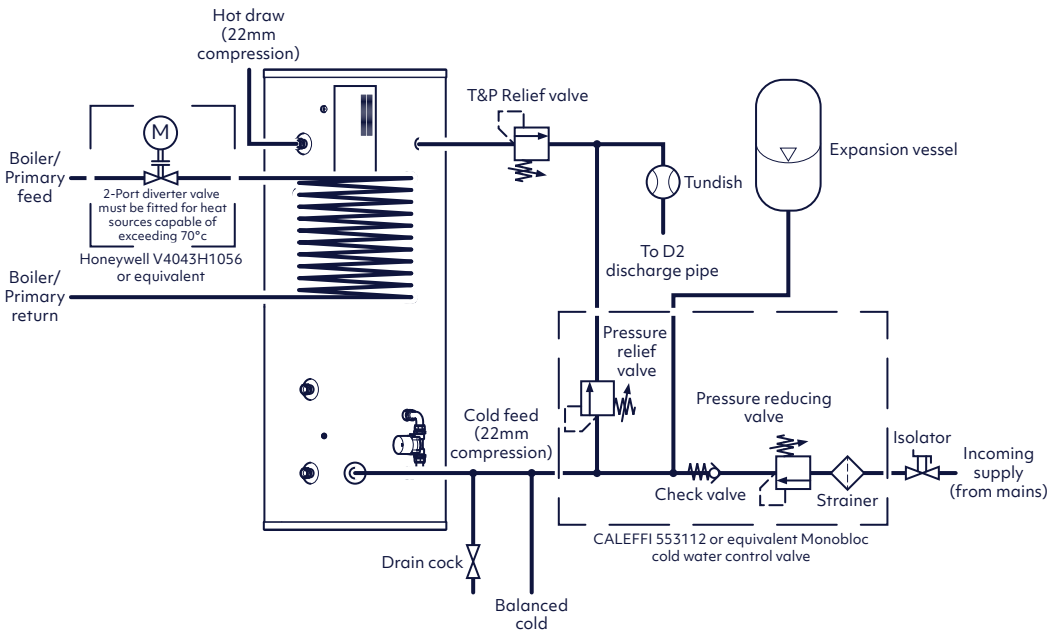 Hot draw
(22mm
compression)
T&P Relief valve
M
Boiler/
Primary
feed
2-Port diverter valve
must be fitted for heat
sources capable of
exceeding 70°c
Honeywell V4043H1056
or equivalent
Boiler/
Primary
return
Expansion vessel
Tundish
To D2
discharge pipe
Pressure
relief
valve
Pressure reducing
valve
Cold feed
(22mm
compression)
Isolator
Incoming
supply
(from mains)
Check valve
Strainer
CALEFFI 553112 or equivalent Monobloc
cold water control valve
Drain cock
Balanced
cold